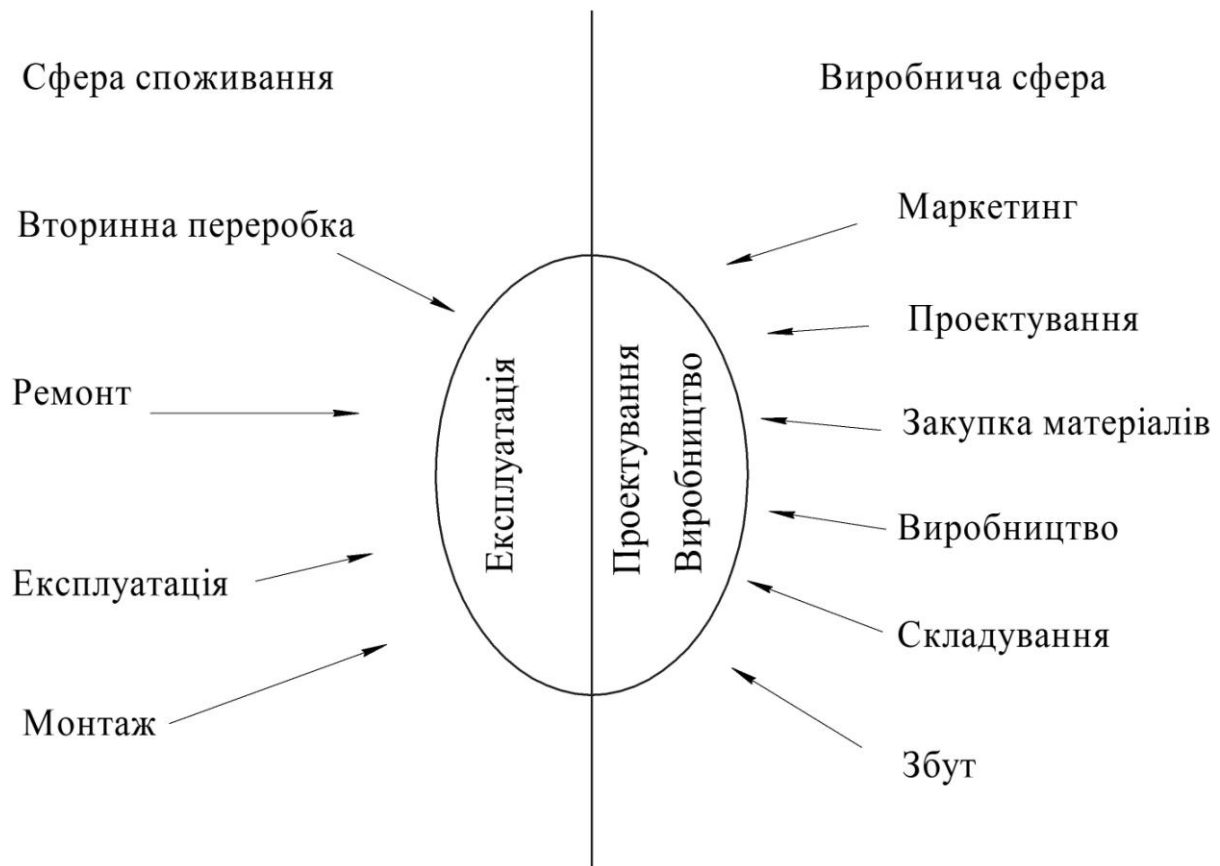 Сфера споживання
Виробнича сфера
Вторинна переробка
Ремонт
Експлуатація
Монтаж
Експлуатація
Проектування
Виробництво
Маркетинг
Проектування
Закупка матеріалів
Виробництво
Складування
Збут